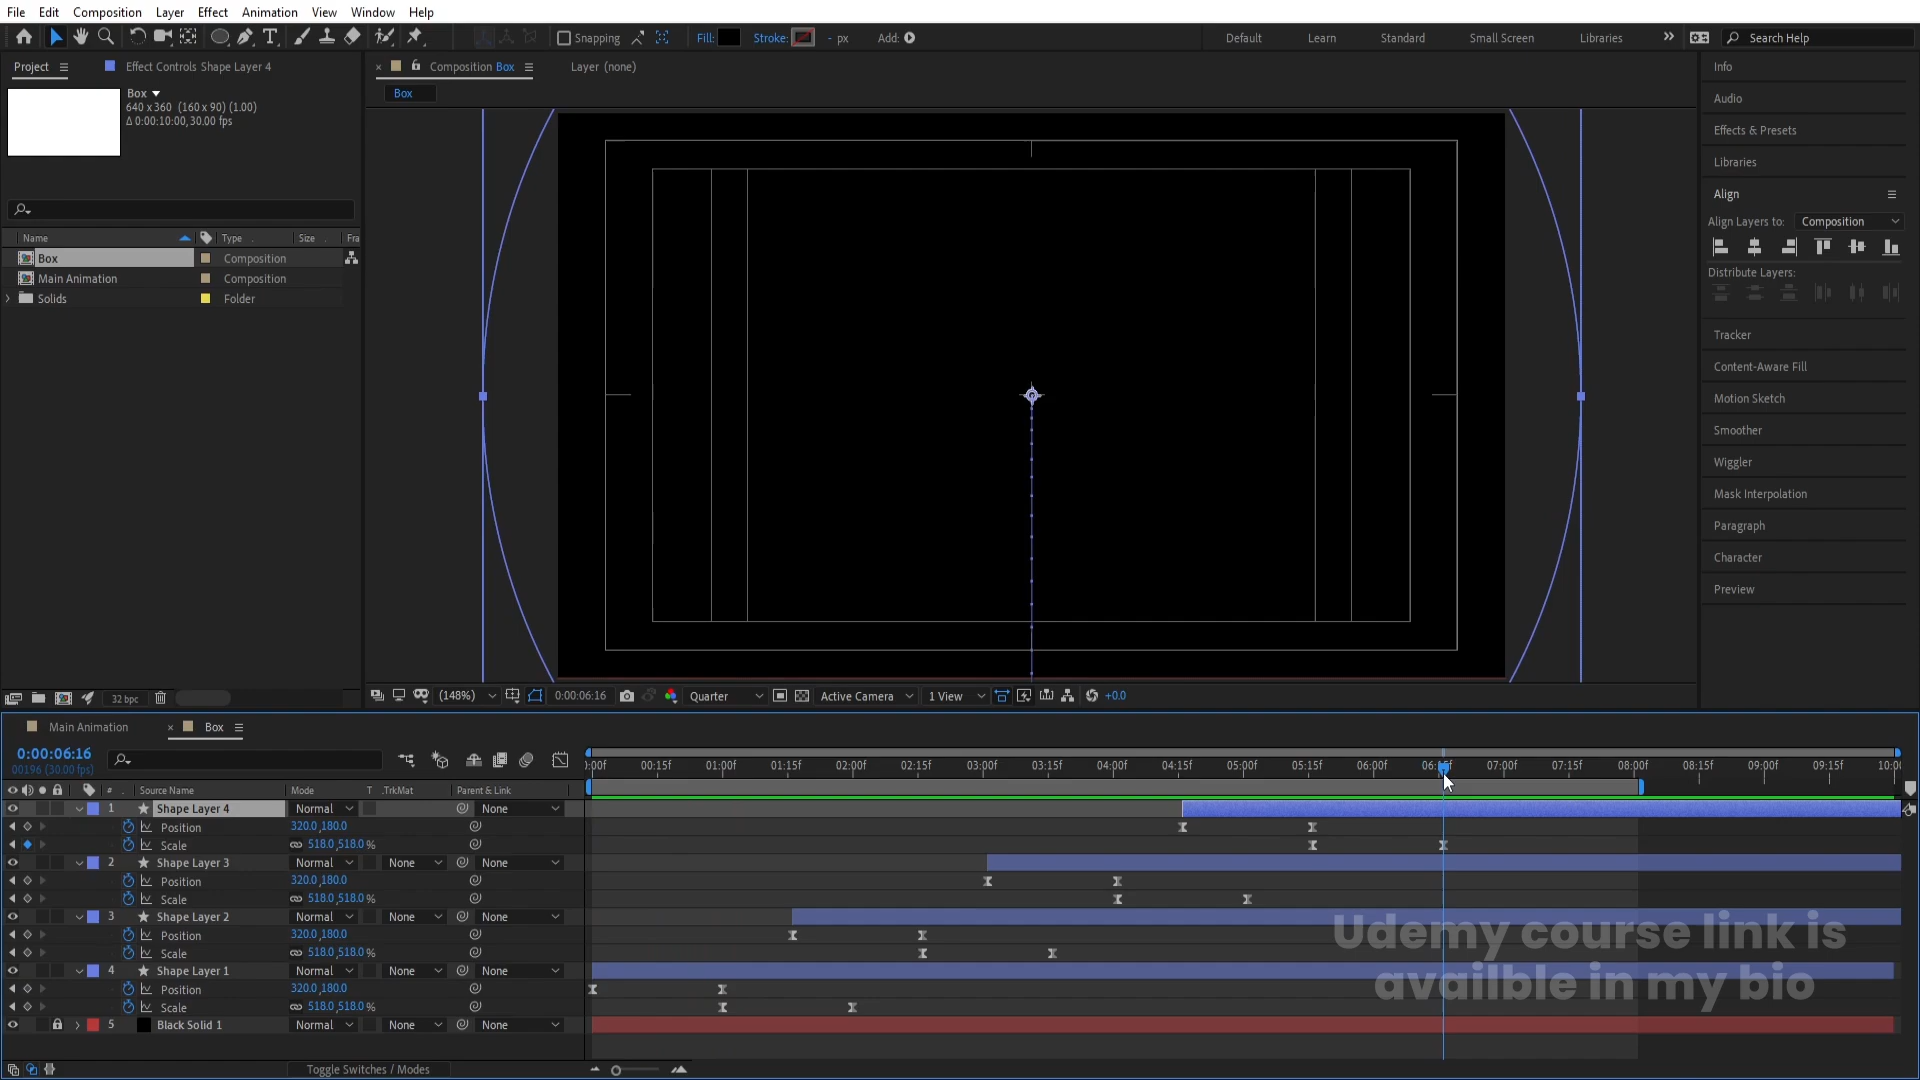 File Edit Composition Layer Effect Animation View Window Help
Snapping Fill: Stroke: - px Add: Default Learn Standard Small Screen Libraries Search Help
Project Effect Controls Shape Layer 4
Composition Box Layer (none)
Box
640 x 360 (160 x 90) (1.00)
Δ 0:00:10:00, 30.00 fps
Box
Name Type Size Fra
Box Composition
Main Animation Composition
Solids Folder
Info
Audio
Effects & Presets
Libraries
Align
Align Layers to: Composition
Distribute Layers:
Tracker
Content-Aware Fill
Motion Sketch
Smoother
Wiggler
Mask Interpolation
Paragraph
Character
Preview
32 bpc
(148%) 0:00:06:16 Quarter Active Camera 1 View +0.0
Main Animation Box
0:00:06:16
00196 (30.00 fps)
):00f 00:15f 01:00f 01:15f 02:00f 02:15f 03:00f 03:15f 04:00f 04:15f 05:00f 05:15f 06:00f 06:15f 07:00f 07:15f 08:00f 08:15f 09:00f 09:15f 10:00
# Source Name Mode T .TrkMat Parent & Link
1 Shape Layer 4 Normal None
Position 320.0,180.0
Scale 518.0,518.0 %
2 Shape Layer 3 Normal None None
Position 320.0,180.0
Scale 518.0,518.0 %
3 Shape Layer 2 Normal None None
Position 320.0,180.0
Scale 518.0,518.0 %
4 Shape Layer 1 Normal None None
Position 320.0,180.0
Scale 518.0,518.0 %
5 Black Solid 1 Normal None None
Toggle Switches / Modes
Udemy course link is
availble in my bio